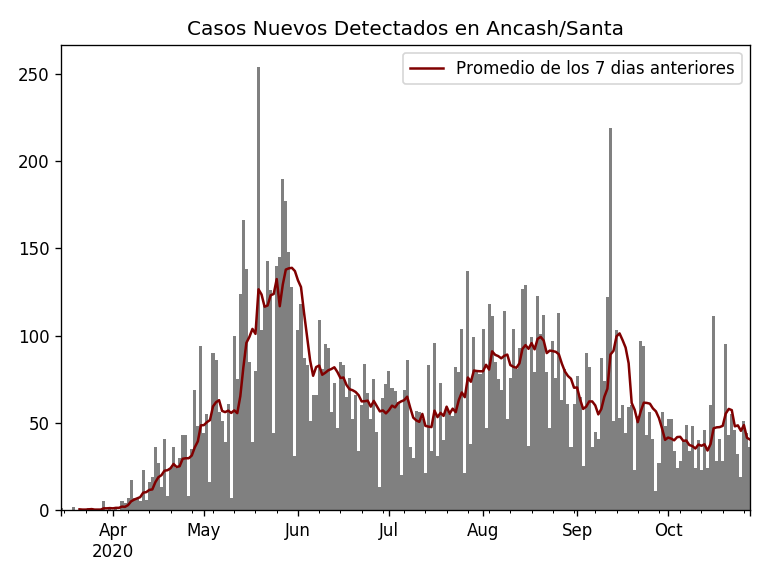 Casos Nuevos Detectados en Ancash/Santa
Promedio de los 7 dias anteriores
250
200
150
100
50
0
Apr May Jun Jul Aug Sep Oct
2020